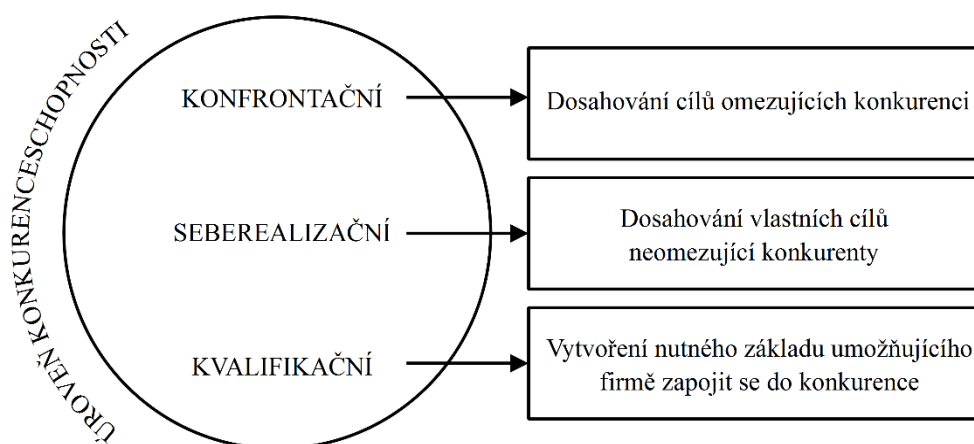 ÚROVEŇ KONKURENCESCHOPNOSTI
KONFRONTAČNÍ
Dosahování cílů omezujících konkurenci
SEBEREALIZAČNÍ
Dosahování vlastních cílů
neomezující konkurenty
KVALIFIKAČNÍ
Vytvoření nutného základu umožňujícího
firmě zapojit se do konkurence